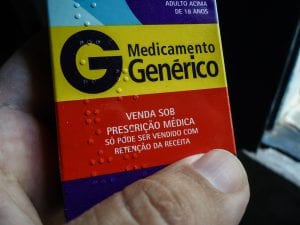 ADULTO ACIMA
DE 18 ANOS
G Medicamento
Genérico
VENDA SOB
PRESCRIÇÃO MÉDICA
SÓ PODE SER VENDIDO COM
RETENÇÃO DA RECEITA